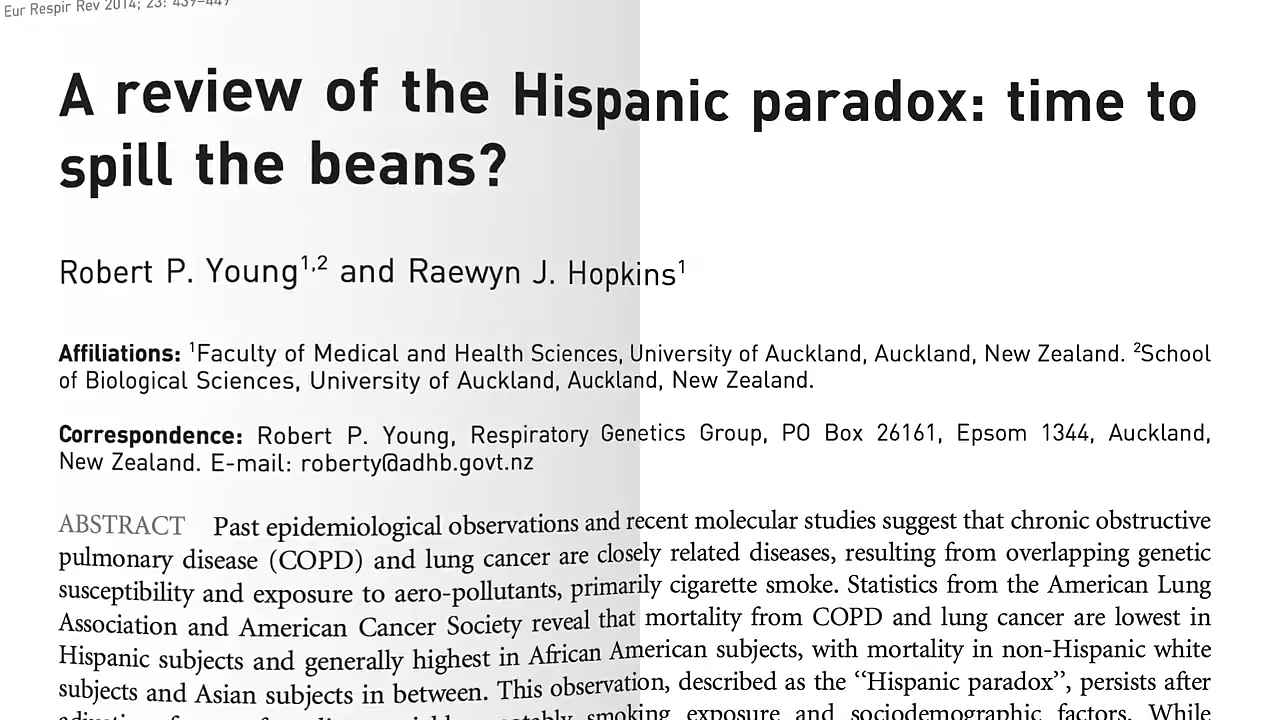 Eur Respir Rev 2014; 23: 439–449
A review of the Hispanic paradox: time to
spill the beans?
Robert P. Young1,2 and Raewyn J. Hopkins1
Affiliations: 1Faculty of Medical and Health Sciences, University of Auckland, Auckland, New Zealand. 2School
of Biological Sciences, University of Auckland, Auckland, New Zealand.
Correspondence: Robert P. Young, Respiratory Genetics Group, PO Box 26161, Epsom 1344, Auckland,
New Zealand. E-mail: roberty@adhb.govt.nz
ABSTRACT Past epidemiological observations and recent molecular studies suggest that chronic obstructive
pulmonary disease (COPD) and lung cancer are closely related diseases, resulting from overlapping genetic
susceptibility and exposure to aero-pollutants, primarily cigarette smoke. Statistics from the American Lung
Association and American Cancer Society reveal that mortality from COPD and lung cancer are lowest in
Hispanic subjects and generally highest in African American subjects, with mortality in non-Hispanic white
subjects and Asian subjects in between. This observation, described as the “Hispanic paradox”, persists after
smoking exposure and sociodemographic factors. While